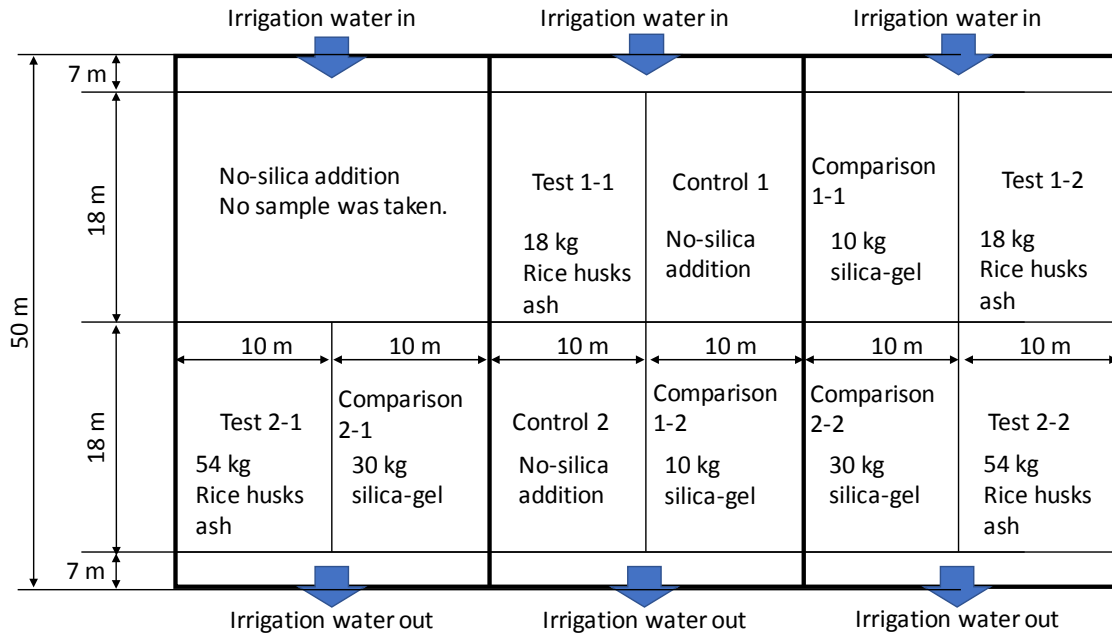 Irrigation water in
Irrigation water in
Irrigation water in
7 m
50 m
18 m
No-silica addition
No sample was taken.
Test 1-1
18 kg
Rice husks
ash
Control 1
No-silica
addition
Comparison
1-1
10 kg
silica-gel
Test 1-2
18 kg
Rice husks
ash
18 m
10 m
10 m
10 m
10 m
10 m
10 m
Test 2-1
54 kg
Rice husks
ash
Comparison
2-1
30 kg
silica-gel
Control 2
No-silica
addition
Comparison
1-2
10 kg
silica-gel
Comparison
2-2
30 kg
silica-gel
Test 2-2
54 kg
Rice husks
ash
7 m
Irrigation water out
Irrigation water out
Irrigation water out